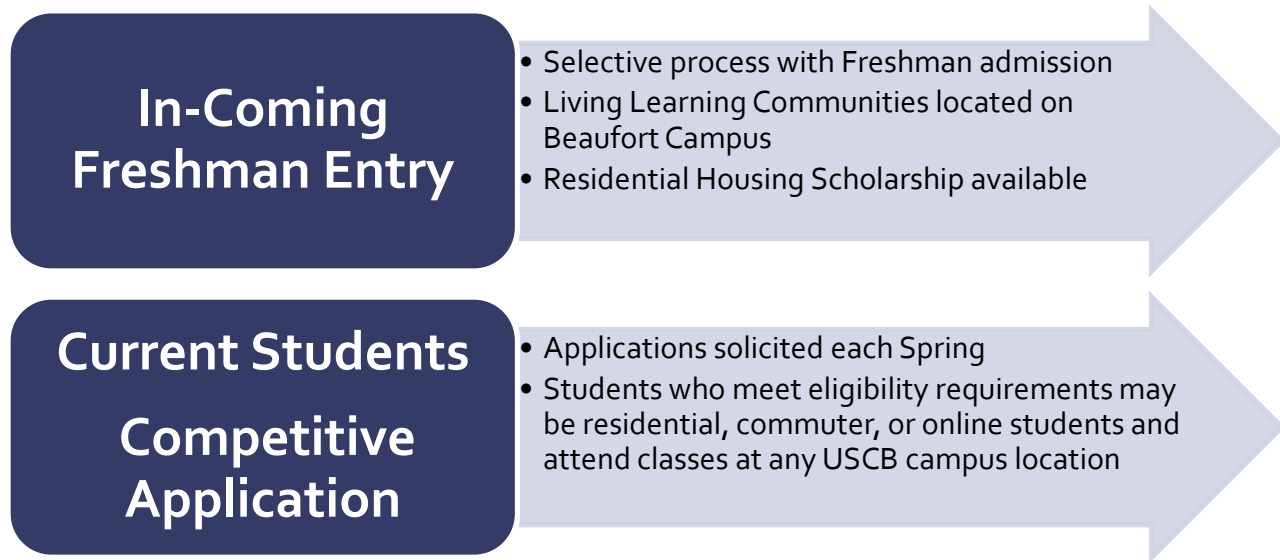 In-Coming
Freshman Entry
• Selective process with Freshman admission
• Living Learning Communities located on
Beaufort Campus
• Residential Housing Scholarship available
Current Students
Competitive
Application
• Applications solicited each Spring
• Students who meet eligibility requirements may
be residential, commuter, or online students and
attend classes at any USCB campus location